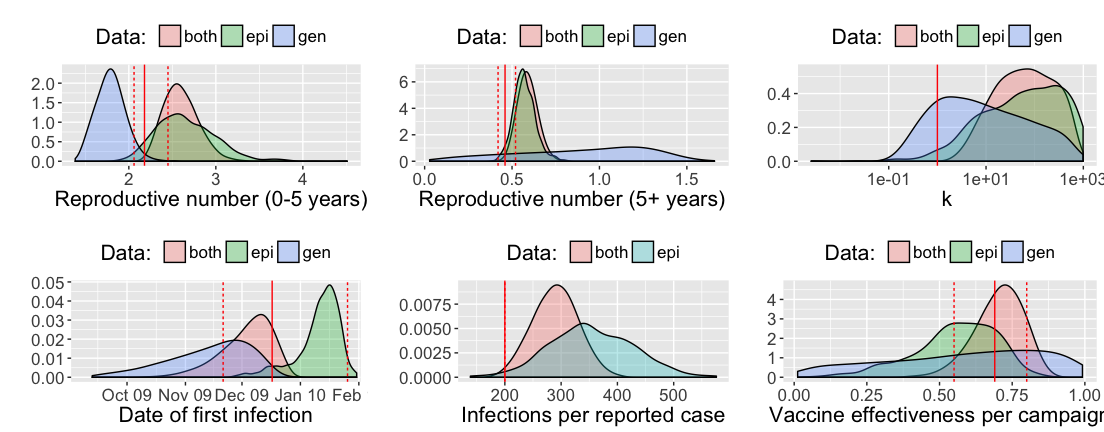 Data: both epi gen
Data: both epi gen
Data: both epi gen
2.0
1.5
1.0
0.5
0.0
2 3 4
Reproductive number (0-5 years)
6
4
2
0
0.0 0.5 1.0 1.5
Reproductive number (5+ years)
0.4
0.2
0.0
1e-01 1e+01 1e+03
k
Data: both epi gen
Data: both epi
Data: both epi gen
0.05
0.04
0.03
0.02
0.01
0.00
Oct 09 Nov 09 Dec 09 Jan 10 Feb
Date of first infection
0.0075
0.0050
0.0025
0.0000
200 300 400 500
Infections per reported case
4
3
2
1
0
0.00 0.25 0.50 0.75 1.00
Vaccine effectiveness per campaign